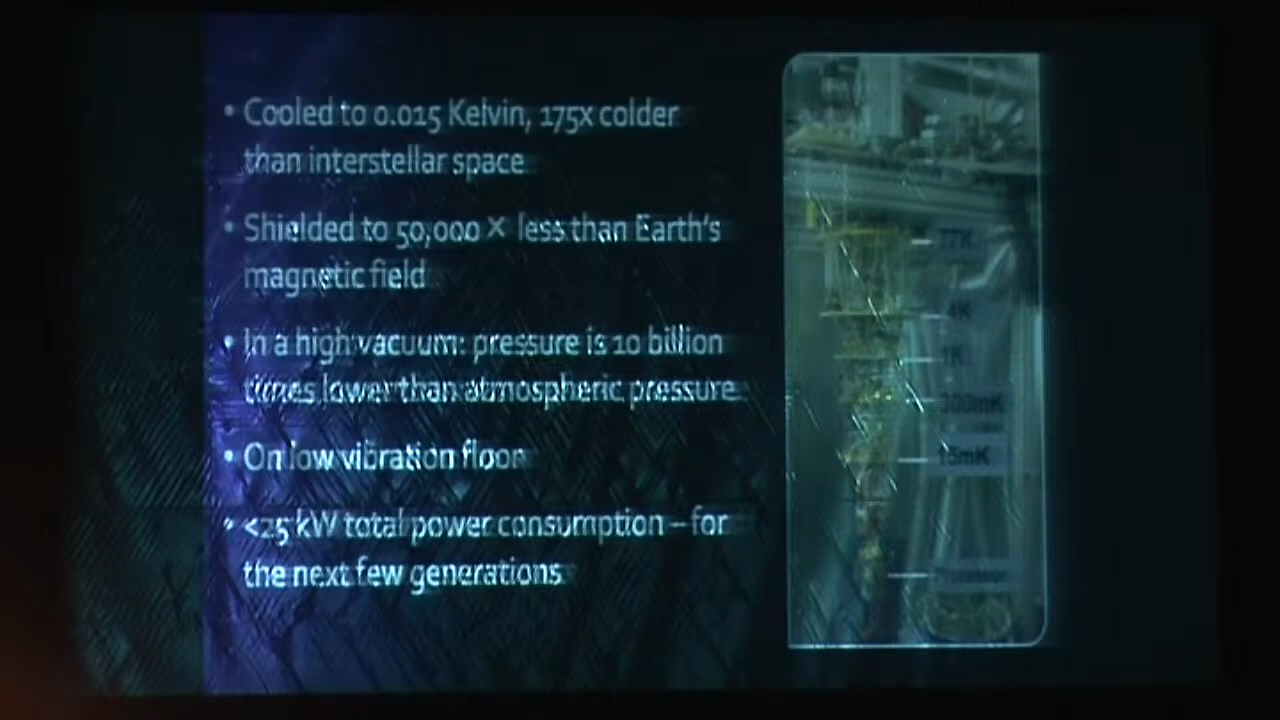 • Cooled to 0.015 Kelvin, 175x colder
than interstellar space
• Shielded to 50,000 × less than Earth's
magnetic field
• In a high vacuum: pressure is 10 billion
times lower than atmospheric pressure
• On low vibration floor
• <25 kW total power consumption – for
the next few generations
77K
4K
1K
300mK
15mK
Processor